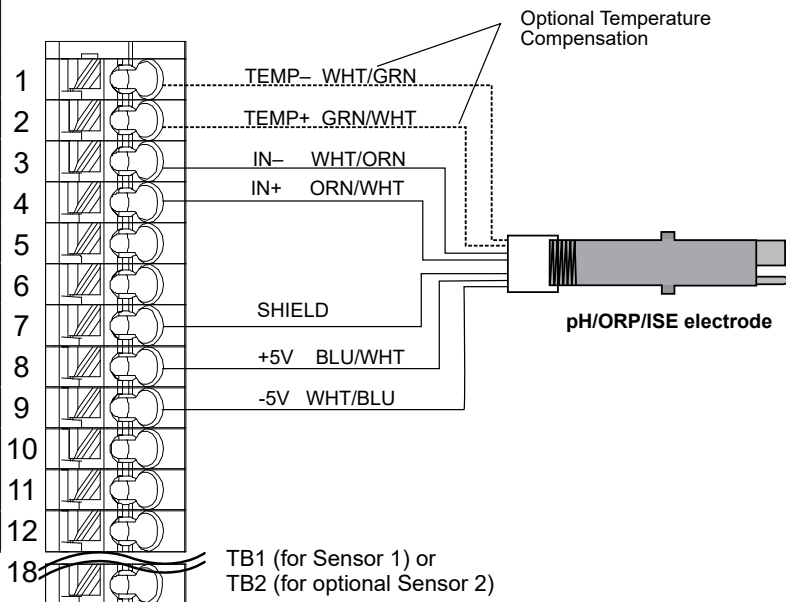 Optional Temperature
Compensation
1 TEMP– WHT/GRN
2 TEMP+ GRN/WHT
3 IN– WHT/ORN
4 IN+ ORN/WHT
5
6
7 SHIELD
8 +5V BLU/WHT
9 -5V WHT/BLU
10
11
12
18
pH/ORP/ISE electrode
TB1 (for Sensor 1) or
TB2 (for optional Sensor 2)